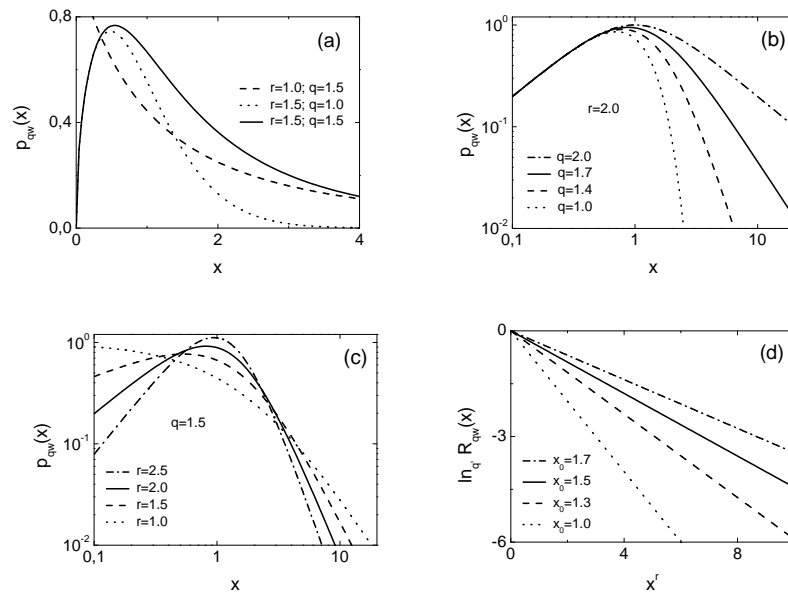 0,8
0,4
0,0
p_qw(x)
(a)
r=1.0; q=1.5
r=1.5; q=1.0
r=1.5; q=1.5
0 2 4
x
10^0
10^-1
10^-2
p_qw(x)
(b)
r=2.0
q=2.0
q=1.7
q=1.4
q=1.0
0,1 1 10
x
10^0
10^-1
10^-2
p_qw(x)
(c)
q=1.5
r=2.5
r=2.0
r=1.5
r=1.0
0,1 1 10
x
0
-3
-6
ln_q' R_qw(x)
(d)
x_0=1.7
x_0=1.5
x_0=1.3
x_0=1.0
0 4 8
x^r